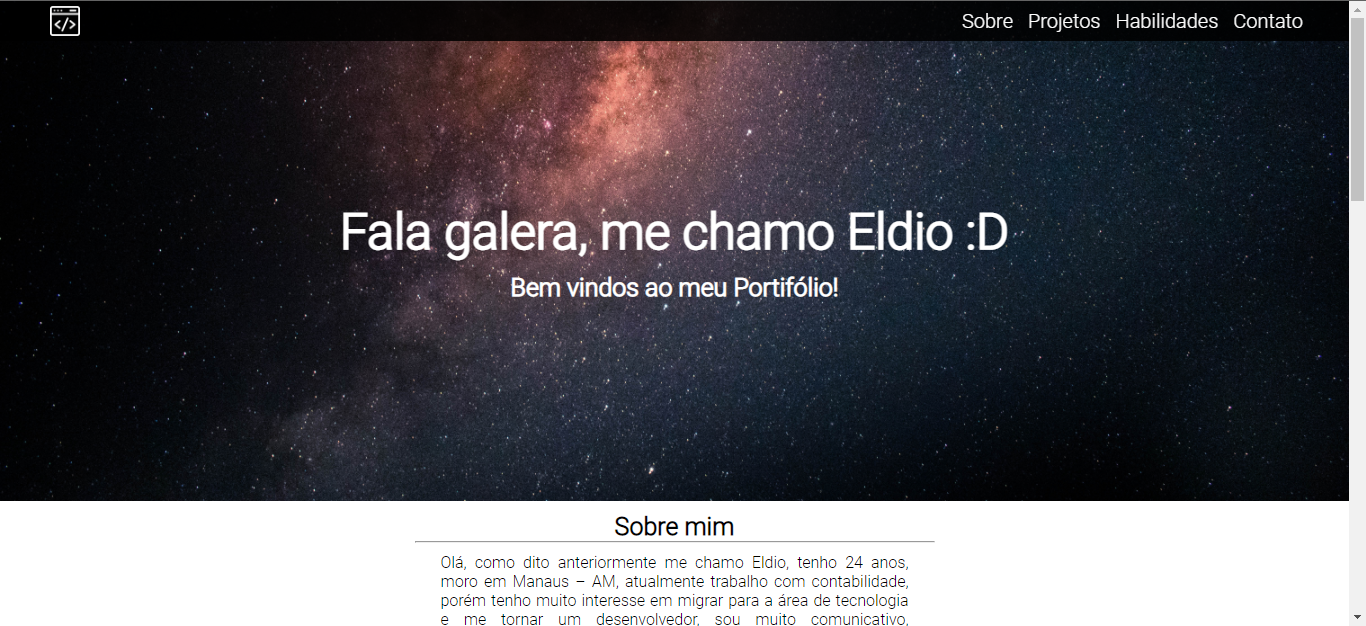 </>
Sobre Projetos Habilidades Contato
Fala galera, me chamo Eldio :D
Bem vindos ao meu Portifólio!
Sobre mim
Olá, como dito anteriormente me chamo Eldio, tenho 24 anos,
moro em Manaus – AM, atualmente trabalho com contabilidade,
porém tenho muito interesse em migrar para a área de tecnologia
e me tornar um desenvolvedor, sou muito comunicativo,